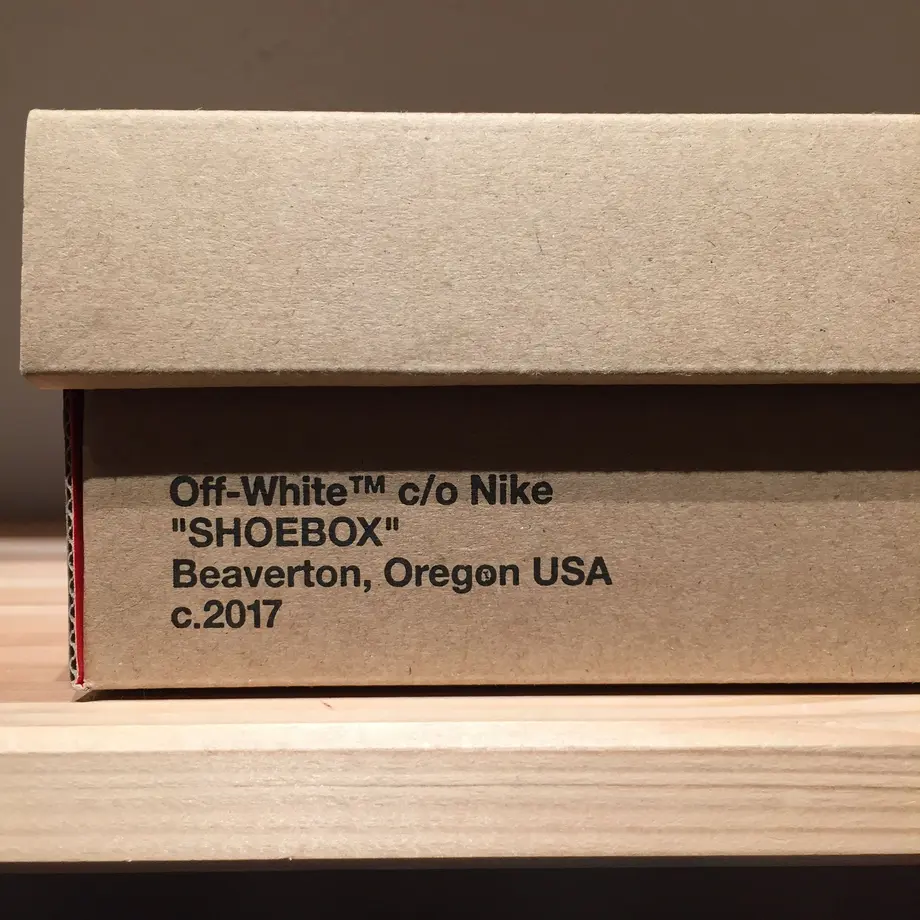 Off-White™ c/o Nike
"SHOEBOX"
Beaverton, Oregon USA
c.2017